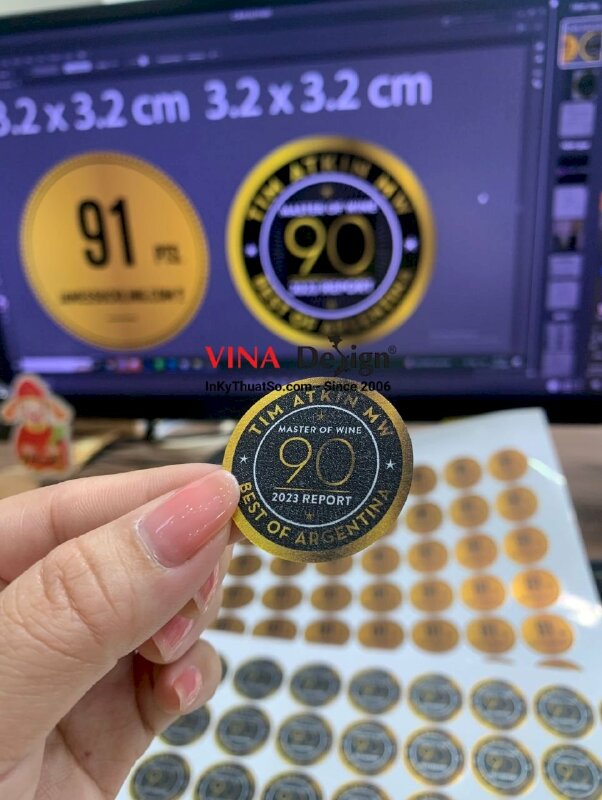 3.2 x 3.2 cm 3.2 x 3.2 cm
91
PTS.
TIM ATKIN MW
MASTER OF WINE
90
2023 REPORT
BEST OF ARGENTINA
VINA Design®
InKyThuatSo.com - Since 2006
TIM ATKIN MW
MASTER OF WINE
90
2023 REPORT
BEST OF ARGENTINA